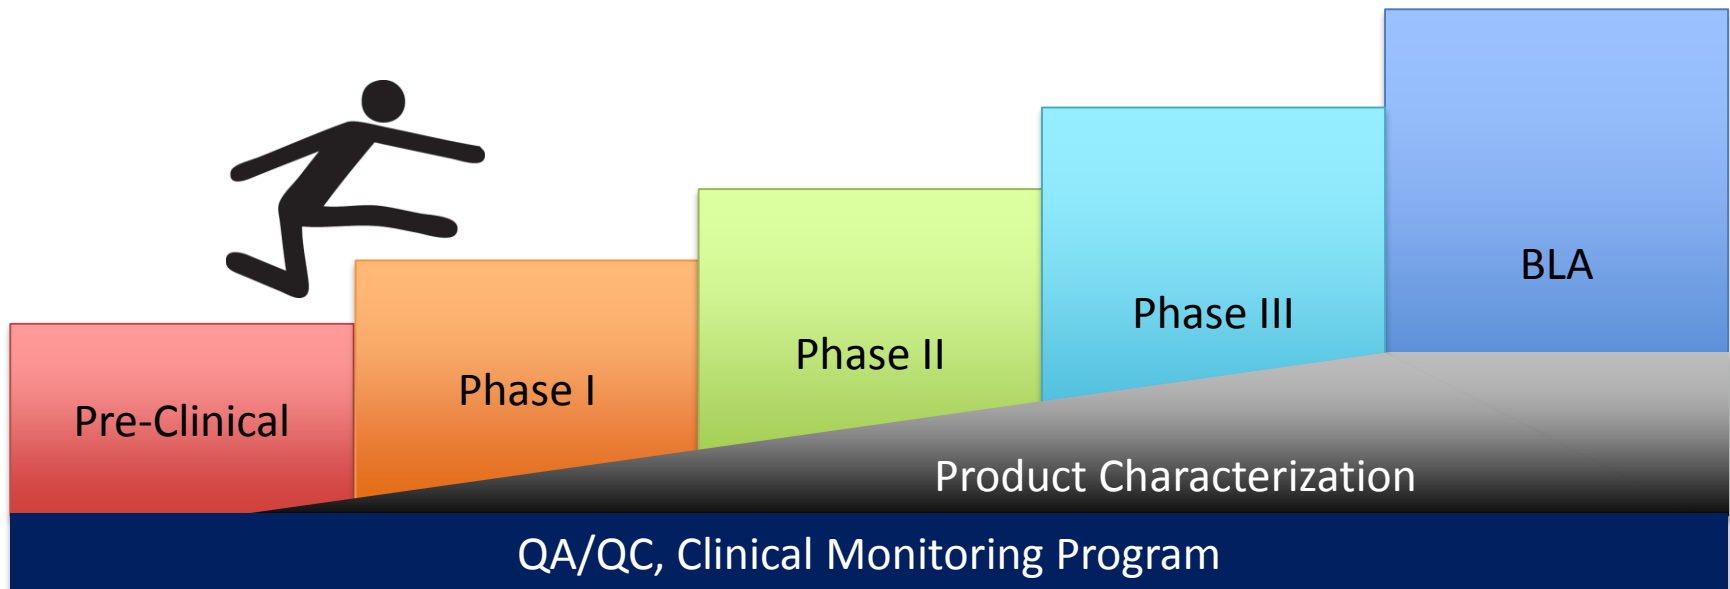 Pre-Clinical
Phase I
Phase II
Phase III
BLA
Product Characterization
QA/QC, Clinical Monitoring Program